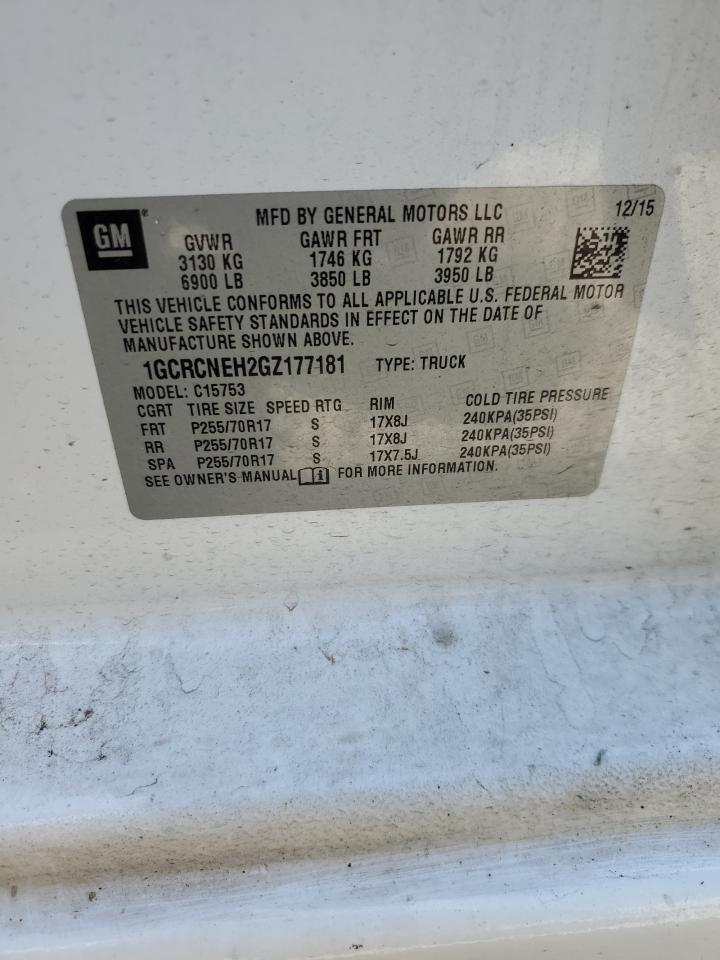 GM® MFD BY GENERAL MOTORS LLC 12/15
GVWR GAWR FRT GAWR RR
3130 KG 1746 KG 1792 KG
6900 LB 3850 LB 3950 LB
THIS VEHICLE CONFORMS TO ALL APPLICABLE U.S. FEDERAL MOTOR
VEHICLE SAFETY STANDARDS IN EFFECT ON THE DATE OF
MANUFACTURE SHOWN ABOVE.
1GCRCNEH2GZ177181 TYPE: TRUCK
MODEL: C15753
CGRT TIRE SIZE SPEED RTG RIM COLD TIRE PRESSURE
FRT P255/70R17 S 17X8J 240KPA(35PSI)
RR P255/70R17 S 17X8J 240KPA(35PSI)
SPA P255/70R17 S 17X7.5J 240KPA(35PSI)
SEE OWNER'S MANUAL FOR MORE INFORMATION.